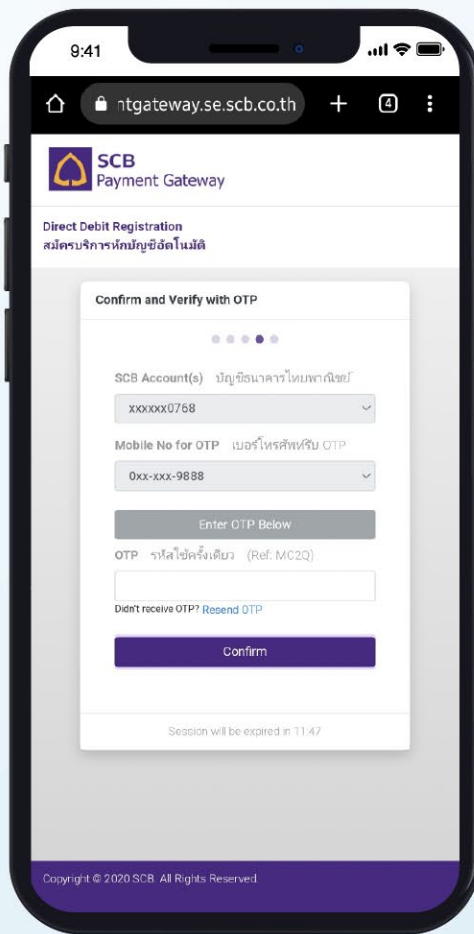 9:41
ntgateway.se.scb.co.th
4
SCB
Payment Gateway
Direct Debit Registration
สมัครบริการหักบัญชีอัตโนมัติ
Confirm and Verify with OTP
SCB Account(s) บัญชีธนาคารไทยพาณิชย์
xxxxxx0768
Mobile No for OTP เบอร์โทรศัพท์รับ OTP
0xx-xxx-9888
Enter OTP Below
OTP รหัสใช้ครั้งเดียว (Ref: MC2Q)
Didn't receive OTP? Resend OTP
Confirm
Session will be expired in 11:47
Copyright © 2020 SCB. All Rights Reserved.